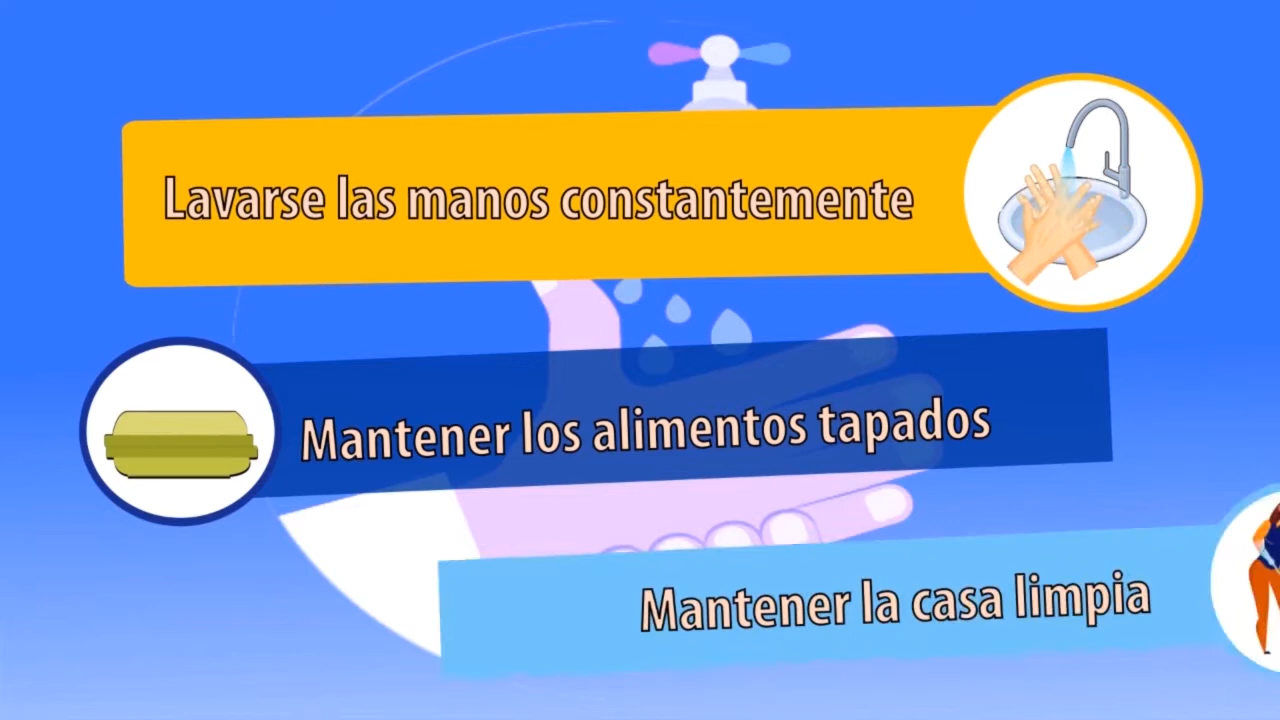 Lavarse las manos constantemente
Mantener los alimentos tapados
Mantener la casa limpia